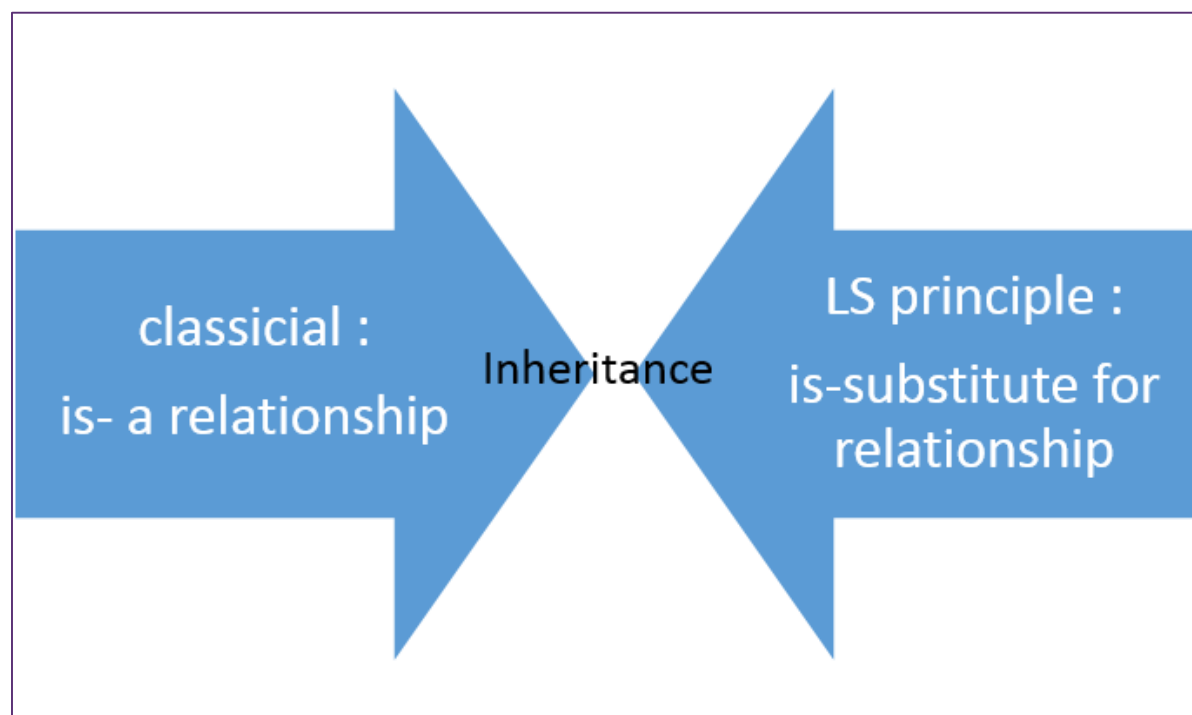 classicial :
is- a relationship
Inheritance
LS principle :
is-substitute for
relationship